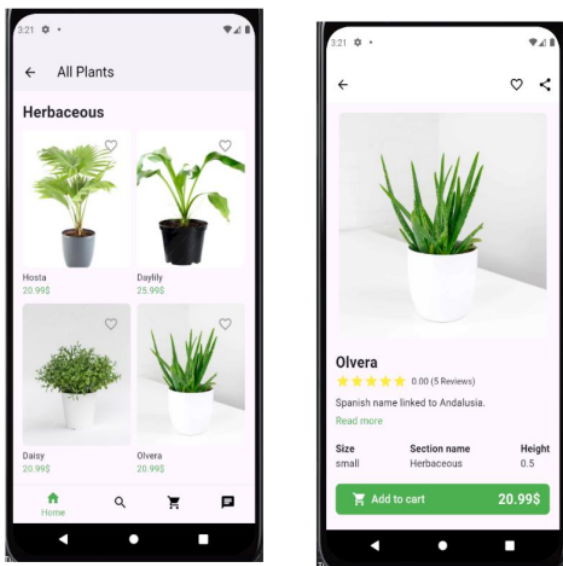 3:21
All Plants
Herbaceous
Hosta
20.99$
Daylily
25.99$
Daisy
20.99$
Olvera
20.99$
Home
3:21
Olvera
0.00 (5 Reviews)
Spanish name linked to Andalusia.
Read more
Size Section name Height
small Herbaceous 0.5
Add to cart 20.99$